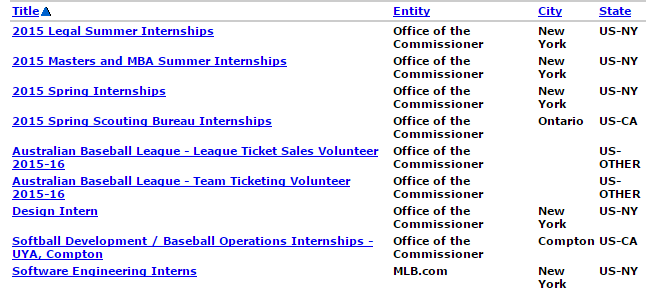 Title Entity City State
2015 Legal Summer Internships Office of the New US-NY
Commissioner York
2015 Masters and MBA Summer Internships Office of the New US-NY
Commissioner York
2015 Spring Internships Office of the New US-NY
Commissioner York
2015 Spring Scouting Bureau Internships Office of the Ontario US-CA
Commissioner
Australian Baseball League - League Ticket Sales Volunteer Office of the US-
2015-16 Commissioner OTHER
Australian Baseball League - Team Ticketing Volunteer Office of the US-
2015-16 Commissioner OTHER
Design Intern Office of the New US-NY
Commissioner York
Softball Development / Baseball Operations Internships - Office of the Compton US-CA
UYA, Compton Commissioner
Software Engineering Interns MLB.com New US-NY
York